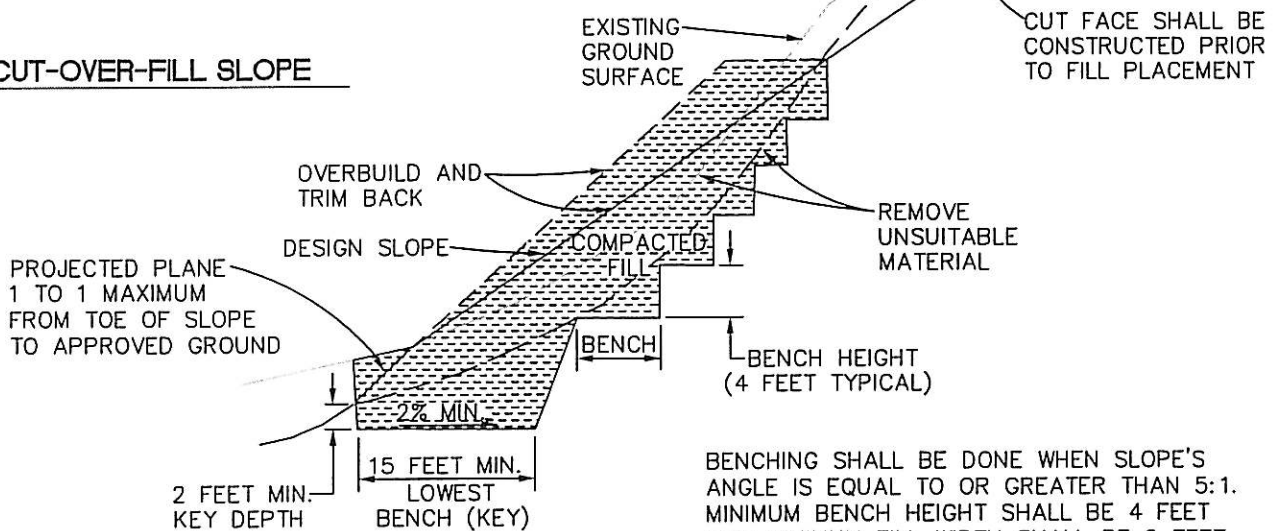 CUT-OVER-FILL SLOPE
EXISTING
GROUND
SURFACE
CUT FACE SHALL BE
CONSTRUCTED PRIOR
TO FILL PLACEMENT
OVERBUILD AND
TRIM BACK
DESIGN SLOPE
COMPACTED
FILL
REMOVE
UNSUITABLE
MATERIAL
PROJECTED PLANE
1 TO 1 MAXIMUM
FROM TOE OF SLOPE
TO APPROVED GROUND
BENCH
BENCH HEIGHT
(4 FEET TYPICAL)
2% MIN.
15 FEET MIN.
LOWEST
BENCH (KEY)
2 FEET MIN.
KEY DEPTH
BENCHING SHALL BE DONE WHEN SLOPE'S
ANGLE IS EQUAL TO OR GREATER THAN 5:1.
MINIMUM BENCH HEIGHT SHALL BE 4 FEET